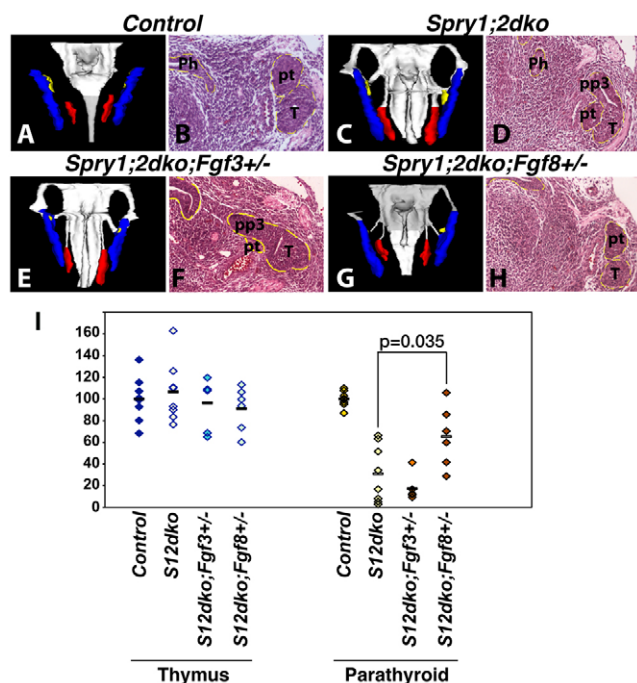 Control Spry1;2dko
A B Ph pt T C D Ph pp3 pt T
Spry1;2dko;Fgf3+/- Spry1;2dko;Fgf8+/-
E F pp3 pt T G H pt T
I
p=0.035
160
140
120
100
80
60
40
20
0
Control
S12dko
S12dko;Fgf3+/-
S12dko;Fgf8+/-
Control
S12dko
S12dko;Fgf3+/-
S12dko;Fgf8+/-
Thymus Parathyroid